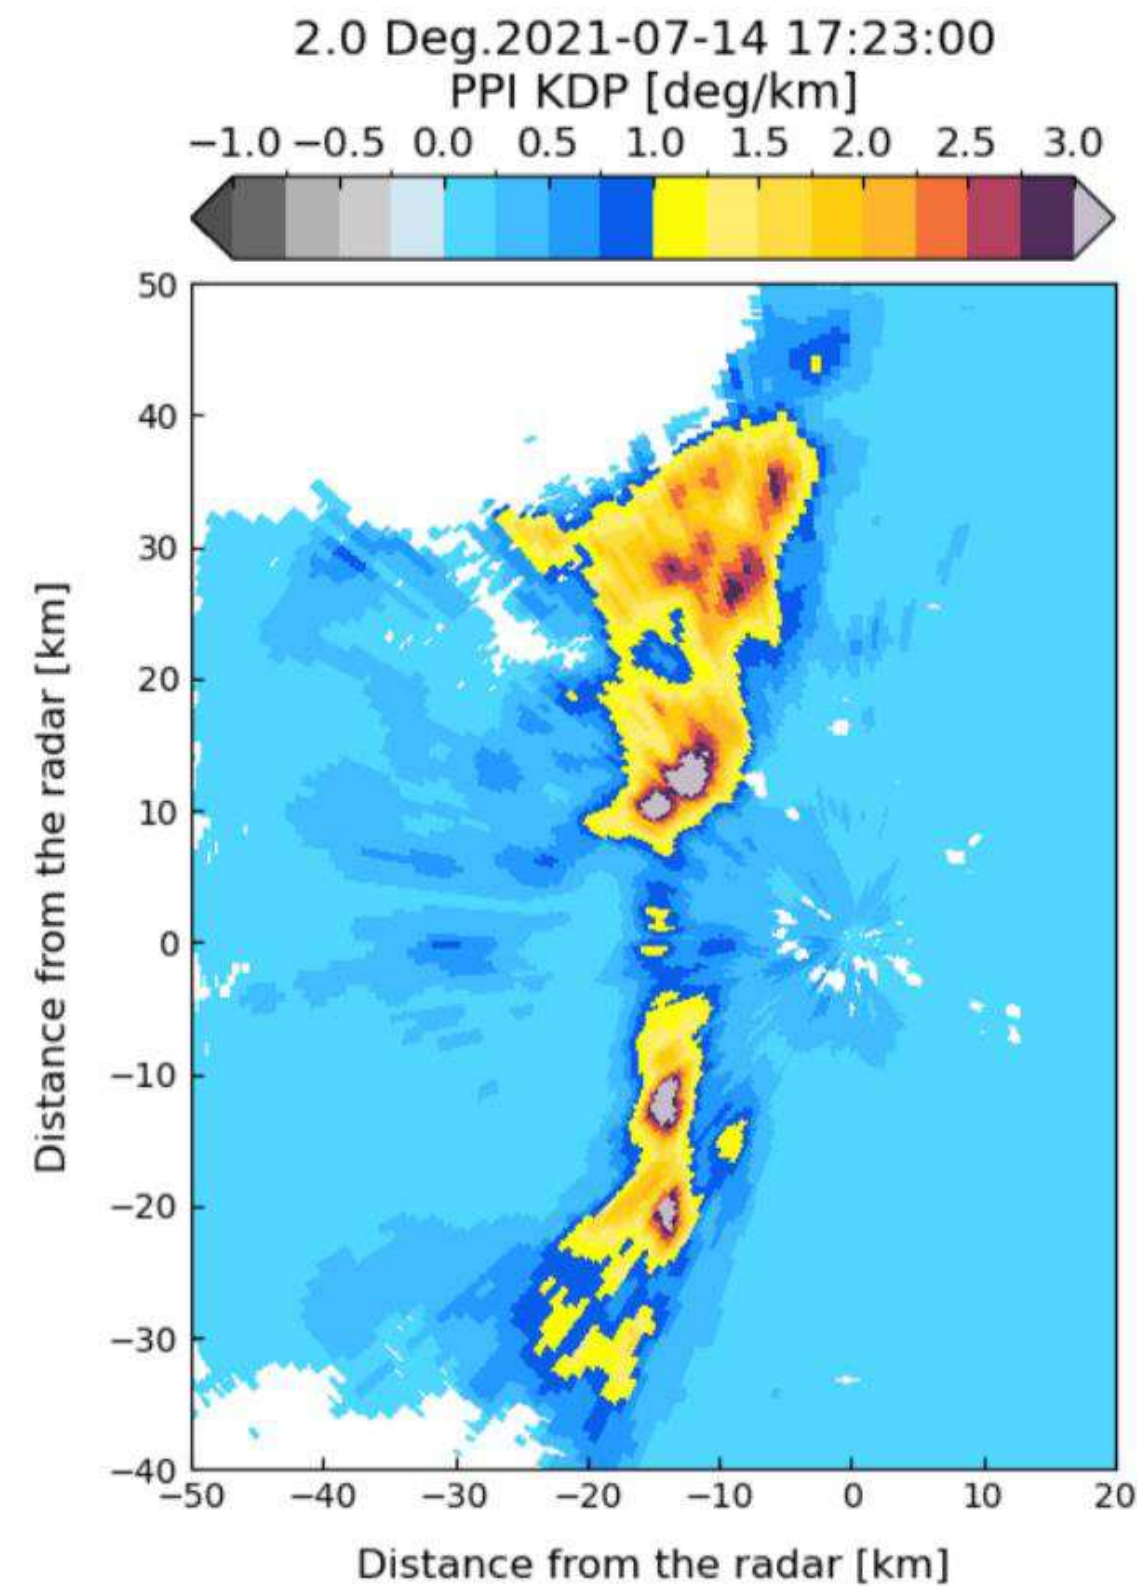 2.0 Deg.2021-07-14 17:23:00
PPI KDP [deg/km]
−1.0 −0.5 0.0 0.5 1.0 1.5 2.0 2.5 3.0
50
40
30
20
10
0
−10
−20
−30
−40
Distance from the radar [km]
−50 −40 −30 −20 −10 0 10 20
Distance from the radar [km]